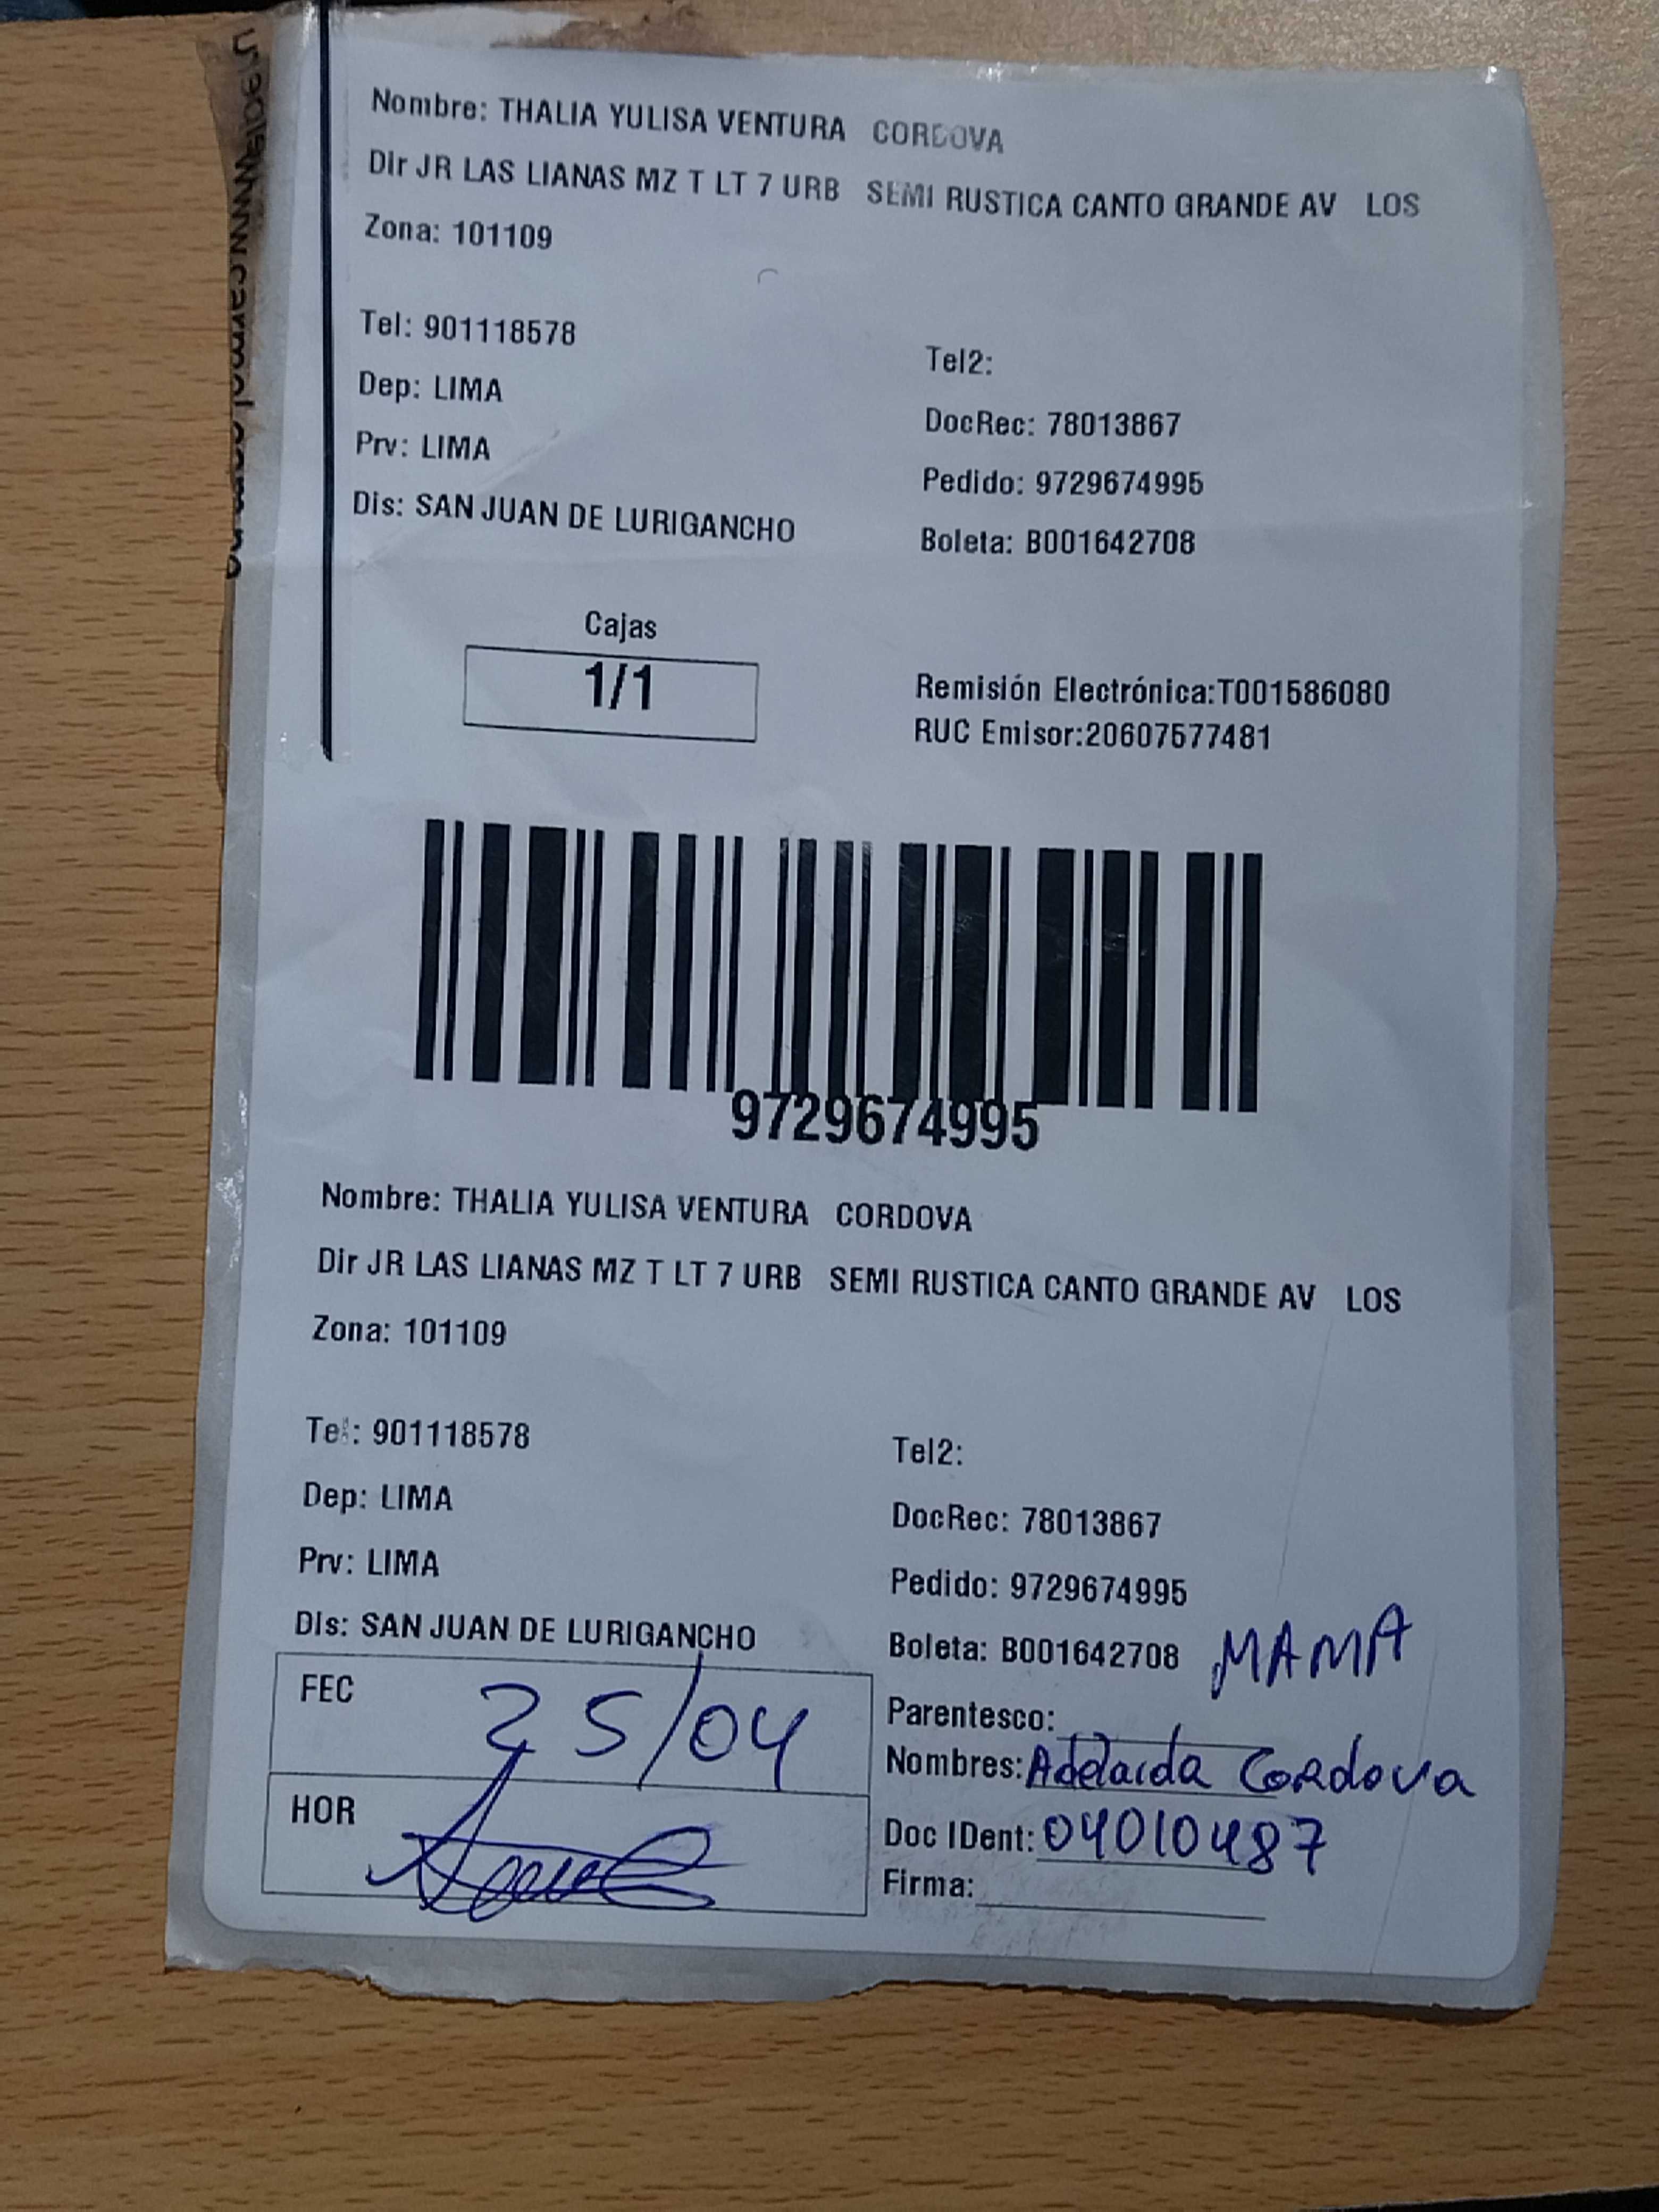 Nombre: THALIA YULISA VENTURA CORDOVA
Dir JR LAS LIANAS MZ T LT 7 URB SEMI RUSTICA CANTO GRANDE AV LOS
Zona: 101109
Tel: 901118578
Tel2:
Dep: LIMA
DocRec: 78013867
Prv: LIMA
Pedido: 9729674995
Dis: SAN JUAN DE LURIGANCHO
Boleta: B001642708
Cajas
1/1
Remisión Electrónica:T001586080
RUC Emisor:20607577481
9729674995
Nombre: THALIA YULISA VENTURA CORDOVA
Dir JR LAS LIANAS MZ T LT 7 URB SEMI RUSTICA CANTO GRANDE AV LOS
Zona: 101109
Tel: 901118578
Tel2:
Dep: LIMA
DocRec: 78013867
Prv: LIMA
Pedido: 9729674995
Dis: SAN JUAN DE LURIGANCHO
Boleta: B001642708
MAMA
FEC 25/04
Parentesco:
Nombres: Adelaida Cordova
HOR
Doc IDent: 04010487
Firma: